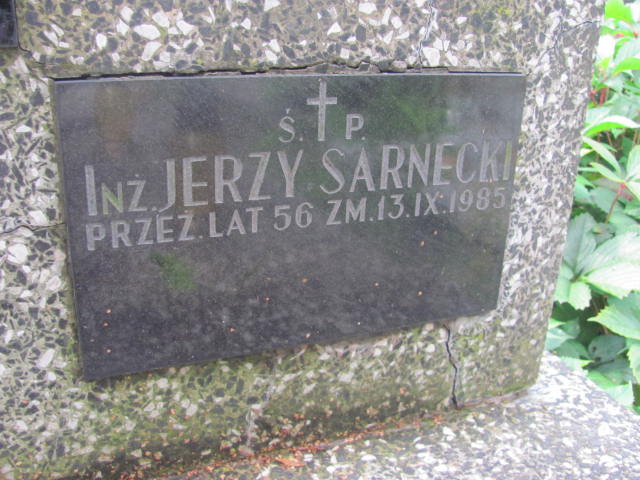 Ś. P.
INŻ. JERZY SARNECKI
PRZEŻ. LAT 56 ZM. 13. IX. 1985